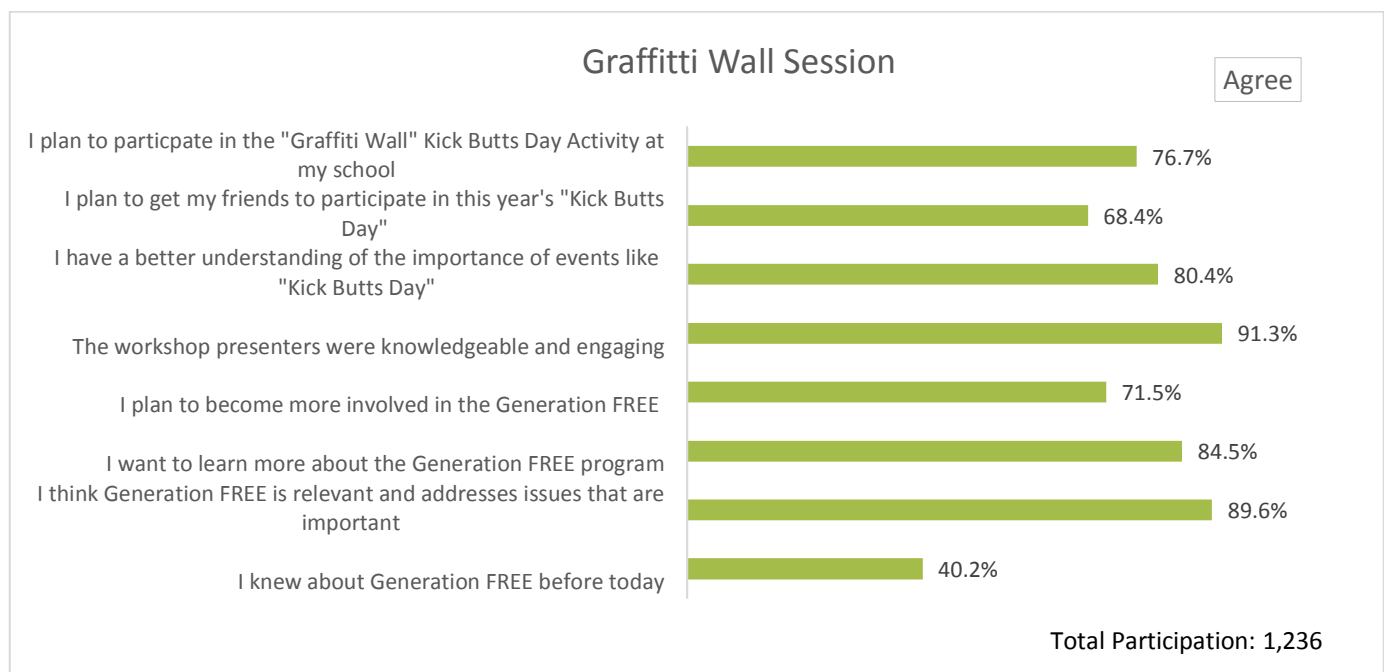 Graffitti Wall Session
Agree
I plan to particpate in the "Graffiti Wall" Kick Butts Day Activity at
my school
76.7%
I plan to get my friends to participate in this year's "Kick Butts
Day"
68.4%
I have a better understanding of the importance of events like
"Kick Butts Day"
80.4%
The workshop presenters were knowledgeable and engaging
91.3%
I plan to become more involved in the Generation FREE
71.5%
I want to learn more about the Generation FREE program
84.5%
I think Generation FREE is relevant and addresses issues that are
important
89.6%
I knew about Generation FREE before today
40.2%
Total Participation: 1,236